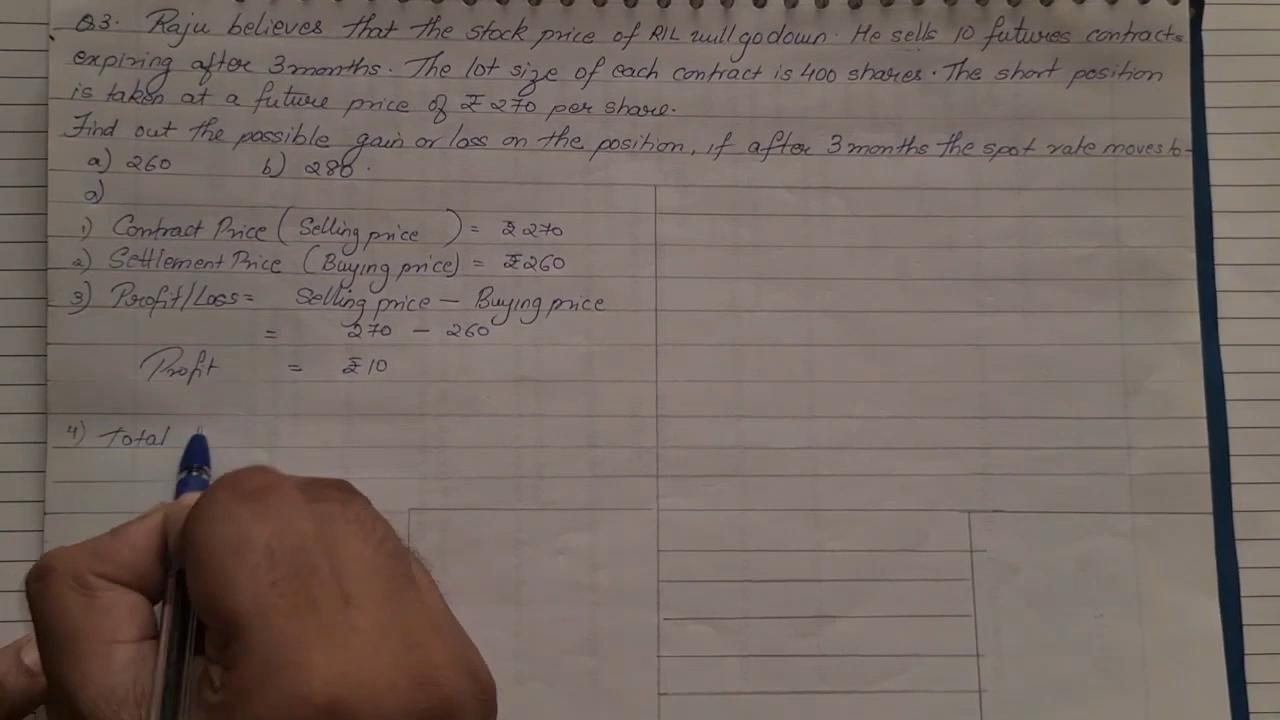 Q3. Raju believes that the stock price of RIL will go down. He sells 10 futures contracts
expiring after 3 months. The lot size of each contract is 400 shares. The short position
is taken at a future price of ₹270 per share.
Find out the possible gain or loss on the position, if after 3 months the spot rate moves to-
a) 260 b) 280.
a)
1) Contract Price (Selling price ) = ₹270
2) Settlement Price (Buying price) = ₹260
3) Profit/Loss = Selling price - Buying price
= 270 - 260
Profit = ₹10
4) Total